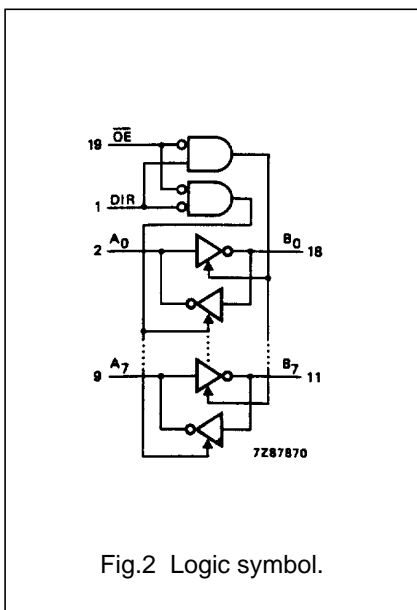 19 OE
1 DIR
2 A0 B0 18
9 A7 B7 11
7Z87870
Fig.2 Logic symbol.